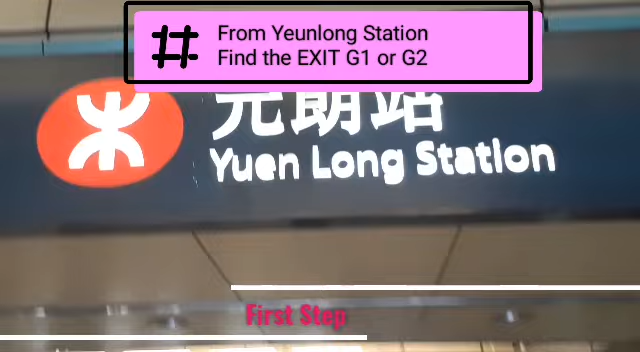 From Yeunlong Station
Find the EXIT G1 or G2
元朗站
Yuen Long Station
First Step